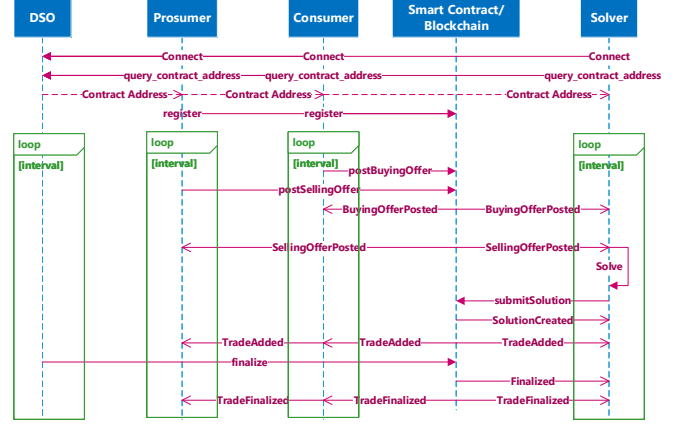 DSO
Prosumer
Consumer
Smart Contract/
Blockchain
Solver
Connect Connect Connect
query_contract_address query_contract_address query_contract_address
Contract Address Contract Address Contract Address
register register
loop loop loop loop
[interval] [interval] [interval] [interval]
postBuyingOffer
postSellingOffer
BuyingOfferPosted BuyingOfferPosted
SellingOfferPosted SellingOfferPosted
Solve
submitSolution
SolutionCreated
TradeAdded TradeAdded TradeAdded
finalize
Finalized
TradeFinalized TradeFinalized TradeFinalized